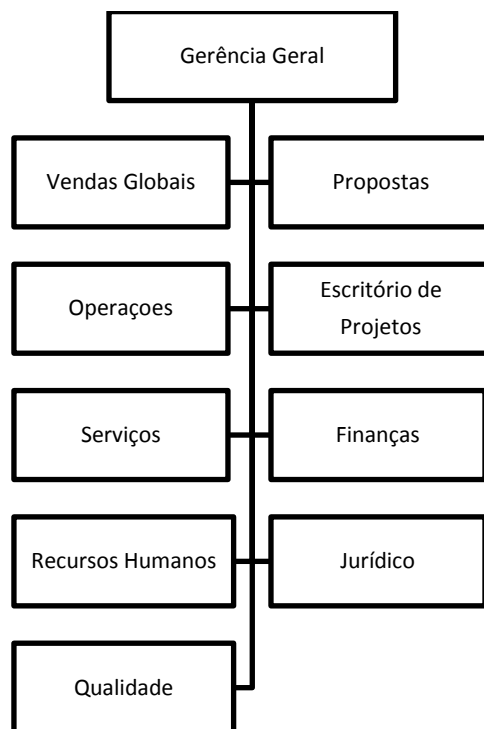 Gerência Geral
Vendas Globais
Propostas
Operaçoes
Escritório de
Projetos
Serviços
Finanças
Recursos Humanos
Jurídico
Qualidade